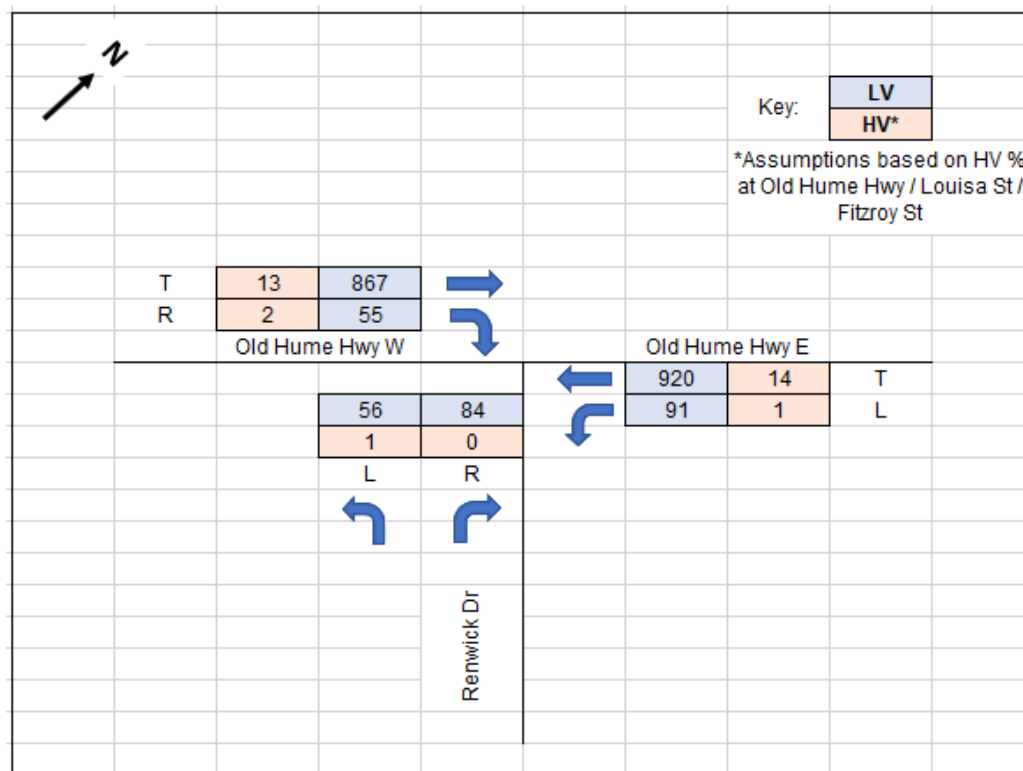 N
Key:
LV
HV*
*Assumptions based on HV %
at Old Hume Hwy / Louisa St /
Fitzroy St
T 13 867
R 2 55
Old Hume Hwy W
Old Hume Hwy E
920 14 T
91 1 L
56 84
1 0
L R
Renwick Dr